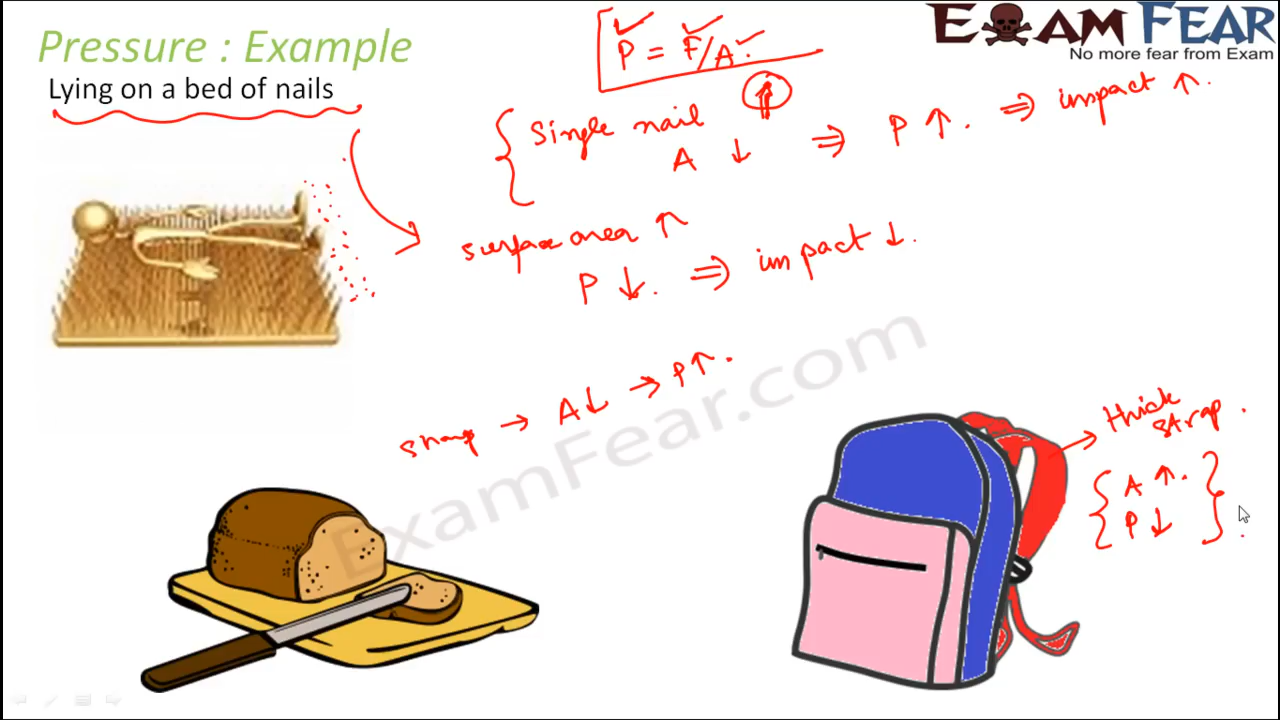 Pressure : Example
Lying on a bed of nails
EXAM FEAR
No more fear from Exam
P = F/A
Single nail ⇑
A ↓ ⇒ P ↑. ⇒ impact ↑.
surface area ↑
P ↓. ⇒ impact ↓.
sharp → A↓ → P↑.
thick
strap.
A ↑.
P ↓
ExamFear.com